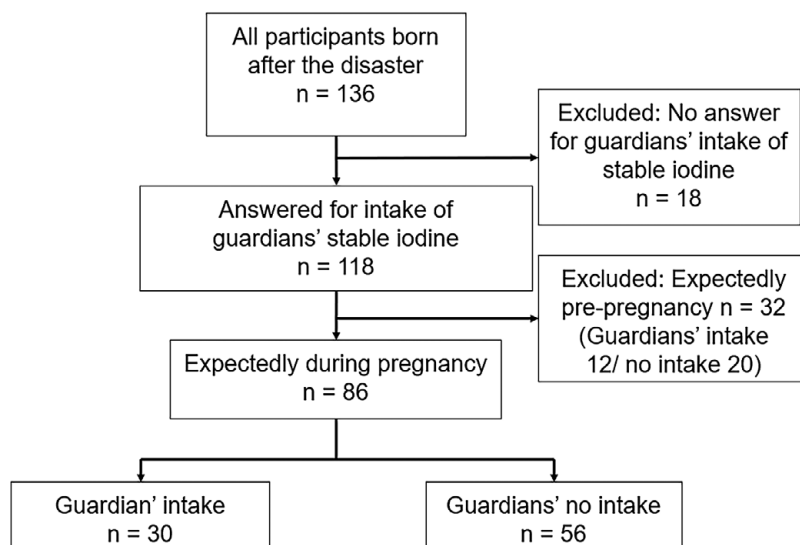 All participants born
after the disaster
n = 136
Excluded: No answer
for guardians’ intake of
stable iodine
n = 18
Answered for intake of
guardians’ stable iodine
n = 118
Excluded: Expectedly
pre-pregnancy n = 32
(Guardians’ intake
12/ no intake 20)
Expectedly during pregnancy
n = 86
Guardian’ intake
n = 30
Guardians’ no intake
n = 56